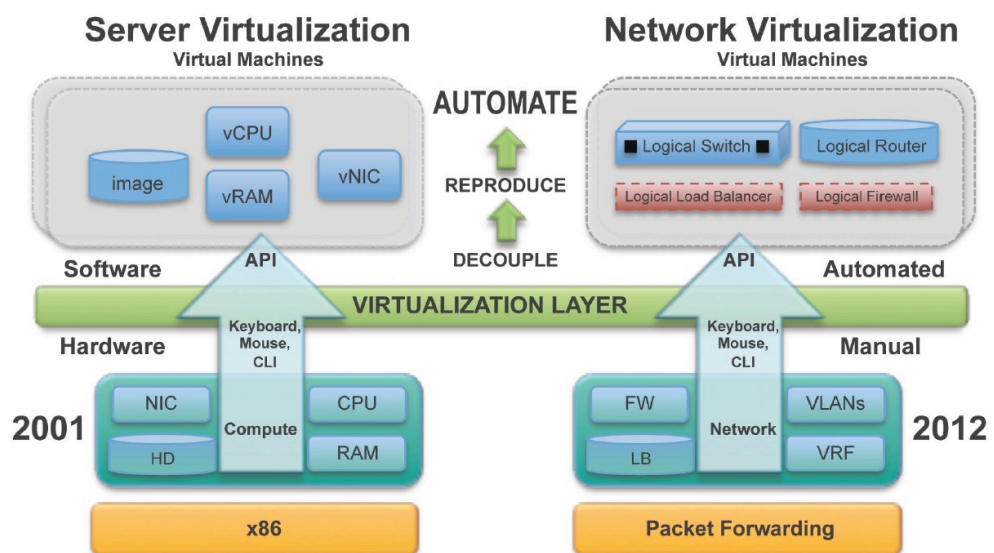 Server Virtualization
Virtual Machines
Network Virtualization
Virtual Machines
vCPU
image
vRAM
vNIC
AUTOMATE
REPRODUCE
DECOUPLE
Logical Switch
Logical Router
Logical Load Balancer
Logical Firewall
Software
API
API
Automated
VIRTUALIZATION LAYER
Hardware
Keyboard,
Mouse,
CLI
Keyboard,
Mouse,
CLI
Manual
2001
NIC
HD
Compute
CPU
RAM
FW
LB
Network
VLANs
VRF
2012
x86
Packet Forwarding